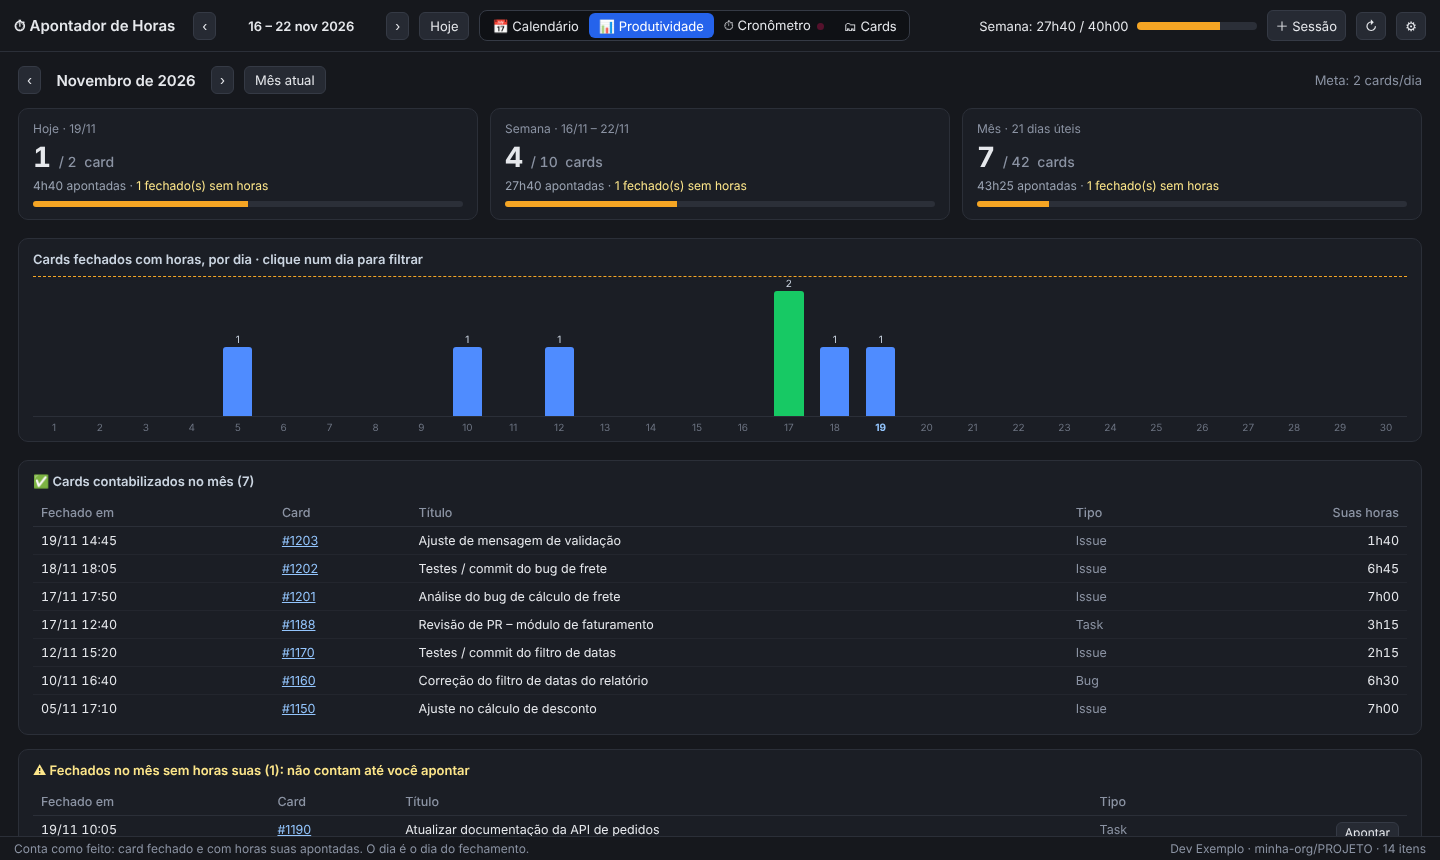 ⏱ Apontador de Horas ‹ 16 – 22 nov 2026 › Hoje 📅 Calendário 📊 Produtividade ⏱ Cronômetro 🗂 Cards Semana: 27h40 / 40h00 + Sessão ↻ ⚙
‹ Novembro de 2026 › Mês atual Meta: 2 cards/dia
Hoje · 19/11
1 / 2 card
4h40 apontadas · 1 fechado(s) sem horas
Semana · 16/11 – 22/11
4 / 10 cards
27h40 apontadas · 1 fechado(s) sem horas
Mês · 21 dias úteis
7 / 42 cards
43h25 apontadas · 1 fechado(s) sem horas
Cards fechados com horas, por dia · clique num dia para filtrar
1 1 1 2 1 1
1 2 3 4 5 6 7 8 9 10 11 12 13 14 15 16 17 18 19 20 21 22 23 24 25 26 27 28 29 30
✅ Cards contabilizados no mês (7)
Fechado em Card Título Tipo Suas horas
19/11 14:45 #1203 Ajuste de mensagem de validação Issue 1h40
18/11 18:05 #1202 Testes / commit do bug de frete Issue 6h45
17/11 17:50 #1201 Análise do bug de cálculo de frete Issue 7h00
17/11 12:40 #1188 Revisão de PR – módulo de faturamento Task 3h15
12/11 15:20 #1170 Testes / commit do filtro de datas Issue 2h15
10/11 16:40 #1160 Correção do filtro de datas do relatório Bug 6h30
05/11 17:10 #1150 Ajuste no cálculo de desconto Issue 7h00
⚠ Fechados no mês sem horas suas (1): não contam até você apontar
Fechado em Card Título Tipo
19/11 10:05 #1190 Atualizar documentação da API de pedidos Task Apontar
Conta como feito: card fechado e com horas suas apontadas. O dia é o dia do fechamento. Dev Exemplo · minha-org/PROJETO · 14 itens